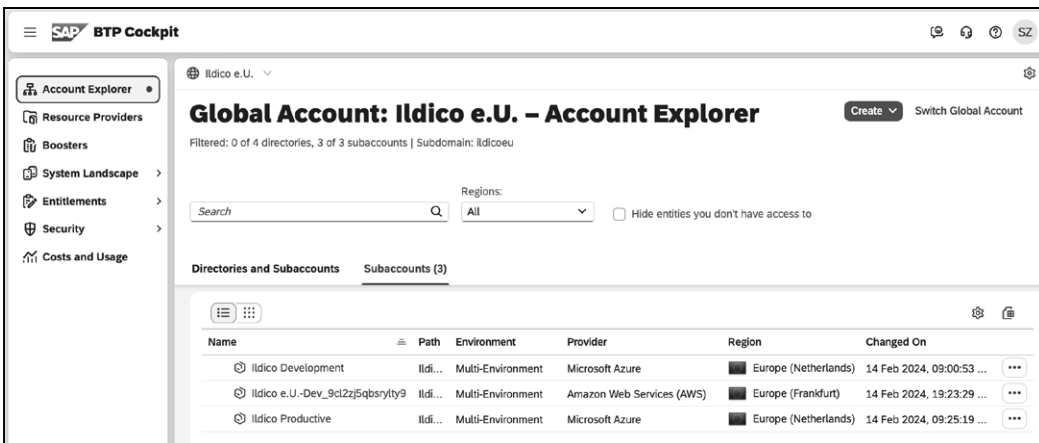 SAP BTP Cockpit
SZ
Account Explorer
Resource Providers
Boosters
System Landscape
Entitlements
Security
Costs and Usage
Ildico e.U.
Global Account: Ildico e.U. – Account Explorer
Create
Switch Global Account
Filtered: 0 of 4 directories, 3 of 3 subaccounts | Subdomain: ildicoeu
Regions:
Search
All
Hide entities you don't have access to
Directories and Subaccounts Subaccounts (3)
Name Path Environment Provider Region Changed On
Ildico Development Ildi... Multi-Environment Microsoft Azure Europe (Netherlands) 14 Feb 2024, 09:00:53 ...
Ildico e.U.-Dev_9cl2zj5qbsrylty9 Ildi... Multi-Environment Amazon Web Services (AWS) Europe (Frankfurt) 14 Feb 2024, 19:23:29 ...
Ildico Productive Ildi... Multi-Environment Microsoft Azure Europe (Netherlands) 14 Feb 2024, 09:25:19 ...